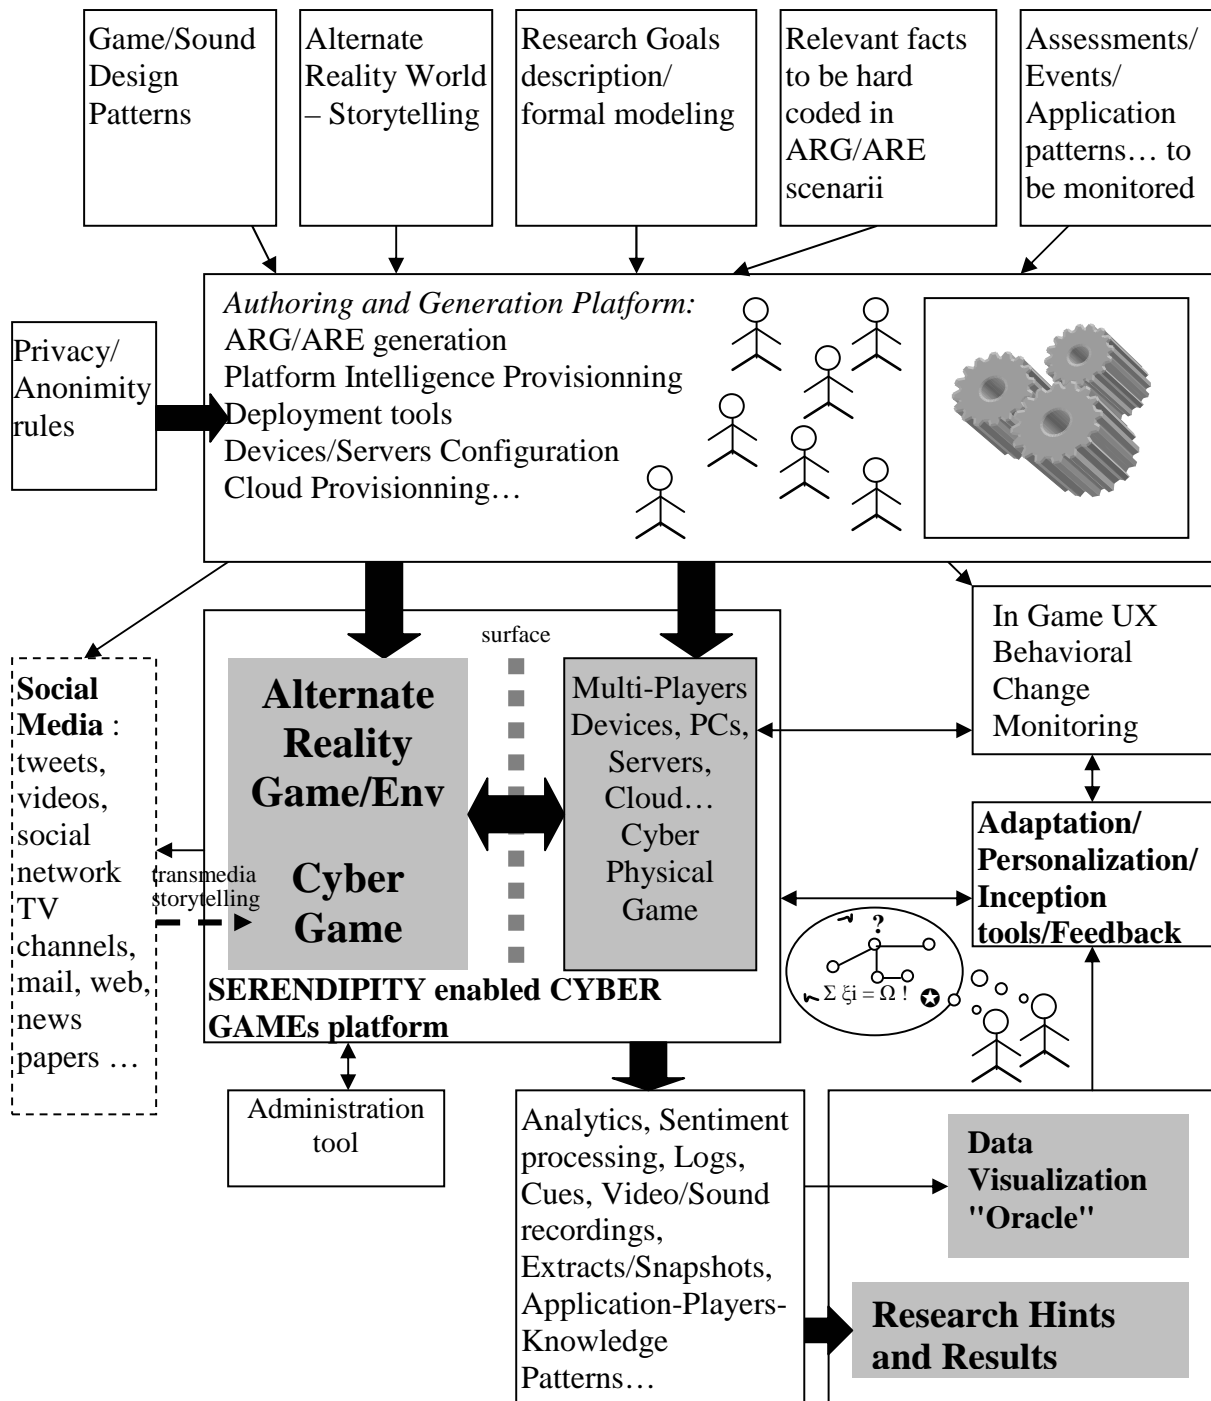 Game/Sound
Design
Patterns
Alternate
Reality World
– Storytelling
Research Goals
description/
formal modeling
Relevant facts
to be hard
coded in
ARG/ARE
scenarii
Assessments/
Events/
Application
patterns… to
be monitored
Privacy/
Anonimity
rules
Authoring and Generation Platform:
ARG/ARE generation
Platform Intelligence Provisionning
Deployment tools
Devices/Servers Configuration
Cloud Provisionning…
surface
Alternate
Reality
Game/Env
Cyber
Game
Multi-Players
Devices, PCs,
Servers,
Cloud…
Cyber
Physical
Game
In Game UX
Behavioral
Change
Monitoring
Social
Media :
tweets,
videos,
social
network
TV
channels,
mail, web,
news
papers …
transmedia
storytelling
Adaptation/
Personalization/
Inception
tools/Feedback
?
Σ ξi = Ω !
SERENDIPITY enabled CYBER
GAMEs platform
Administration
tool
Analytics, Sentiment
processing, Logs,
Cues, Video/Sound
recordings,
Extracts/Snapshots,
Application-Players-
Knowledge
Patterns…
Data
Visualization
"Oracle"
Research Hints
and Results